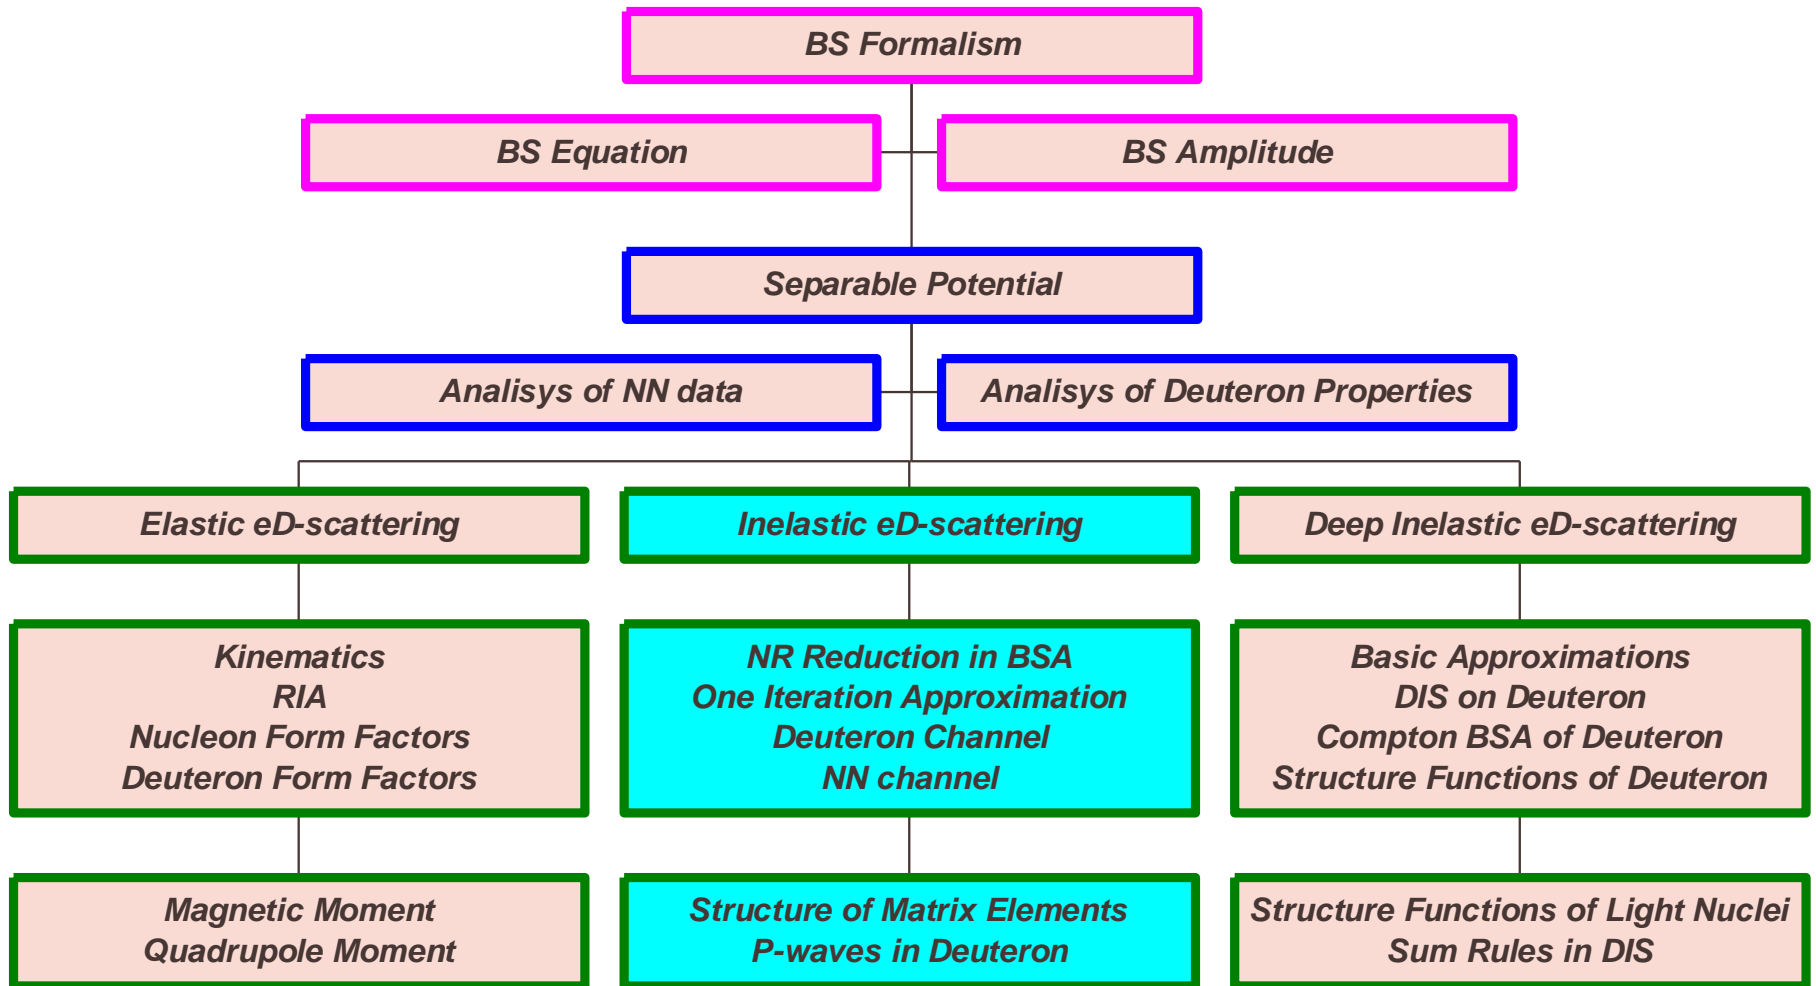 BS Formalism
BS Equation
BS Amplitude
Separable Potential
Analisys of NN data
Analisys of Deuteron Properties
Elastic eD-scattering
Inelastic eD-scattering
Deep Inelastic eD-scattering
Kinematics
RIA
Nucleon Form Factors
Deuteron Form Factors
NR Reduction in BSA
One Iteration Approximation
Deuteron Channel
NN channel
Basic Approximations
DIS on Deuteron
Compton BSA of Deuteron
Structure Functions of Deuteron
Magnetic Moment
Quadrupole Moment
Structure of Matrix Elements
P-waves in Deuteron
Structure Functions of Light Nuclei
Sum Rules in DIS